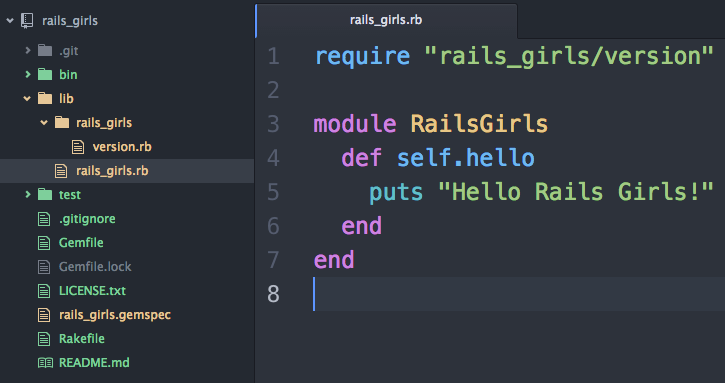 rails_girls
.git
bin
lib
rails_girls
version.rb
rails_girls.rb
test
.gitignore
Gemfile
Gemfile.lock
LICENSE.txt
rails_girls.gemspec
Rakefile
README.md
rails_girls.rb
1 require "rails_girls/version"
2
3 module RailsGirls
4   def self.hello
5     puts "Hello Rails Girls!"
6   end
7 end
8